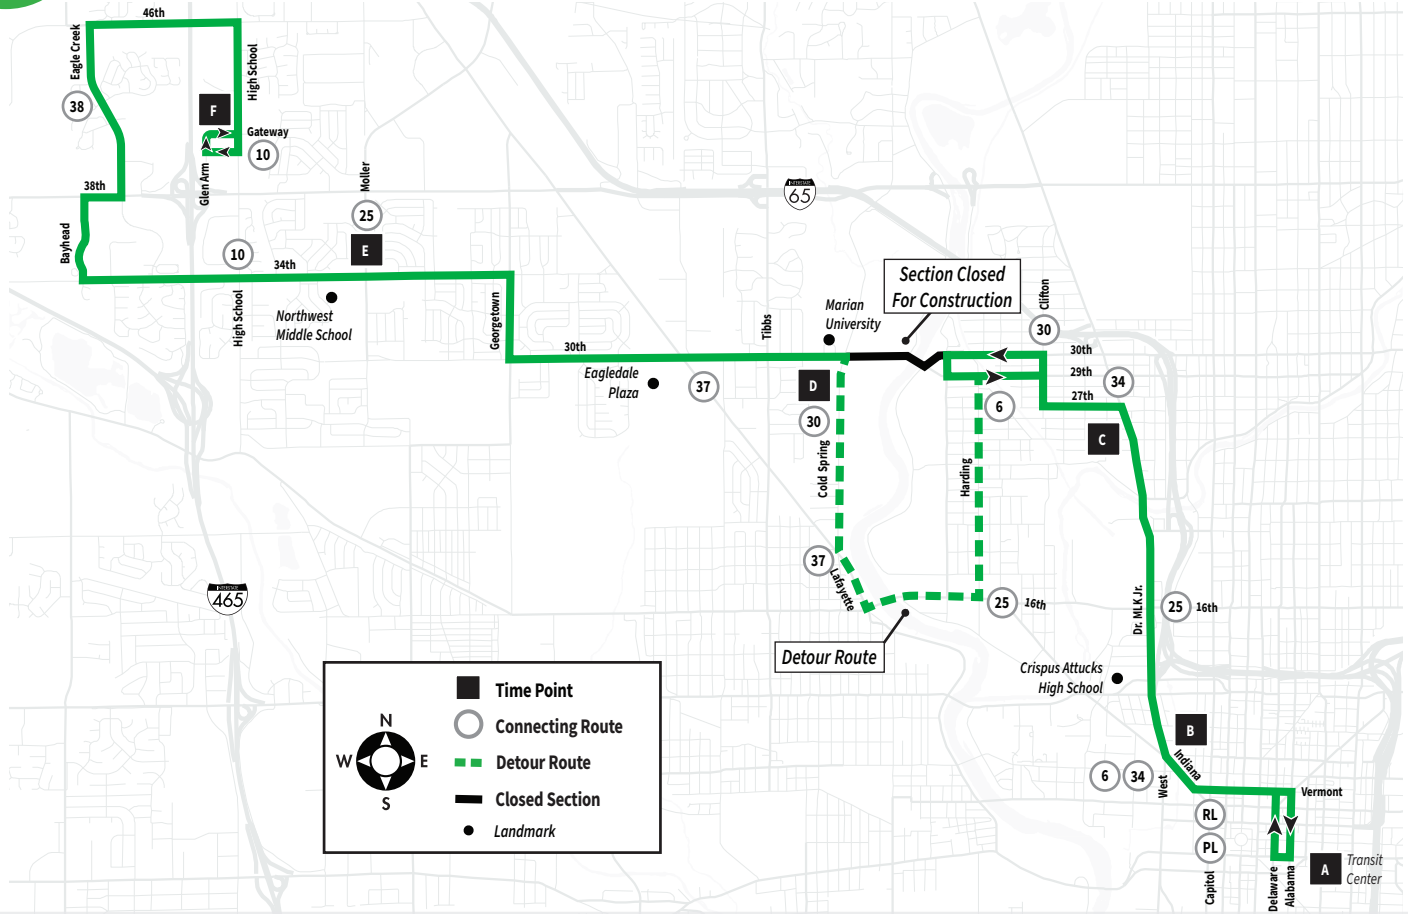 46th
Eagle Creek
High School
38
F
Gateway
10
Glen Arm
38th
Moller
25
E
Bayhead
10
34th
High School
Northwest
Middle School
Georgetown
30th
Eagledale
Plaza
37
Tibbs
INTERSTATE
65
Marian
University
Section Closed
For Construction
Clifton
30
30th
29th
27th
34
D
30
6
C
Cold Spring
Harding
37
Lafayette
25
16th
Detour Route
INTERSTATE
465
Dr. MLK Jr.
25
16th
Crispus Attucks
High School
B
Indiana
6
34
West
Vermont
RL
PL
Capitol
Delaware
Alabama
A
Transit
Center
N
W
E
S
Time Point
Connecting Route
Detour Route
Closed Section
Landmark